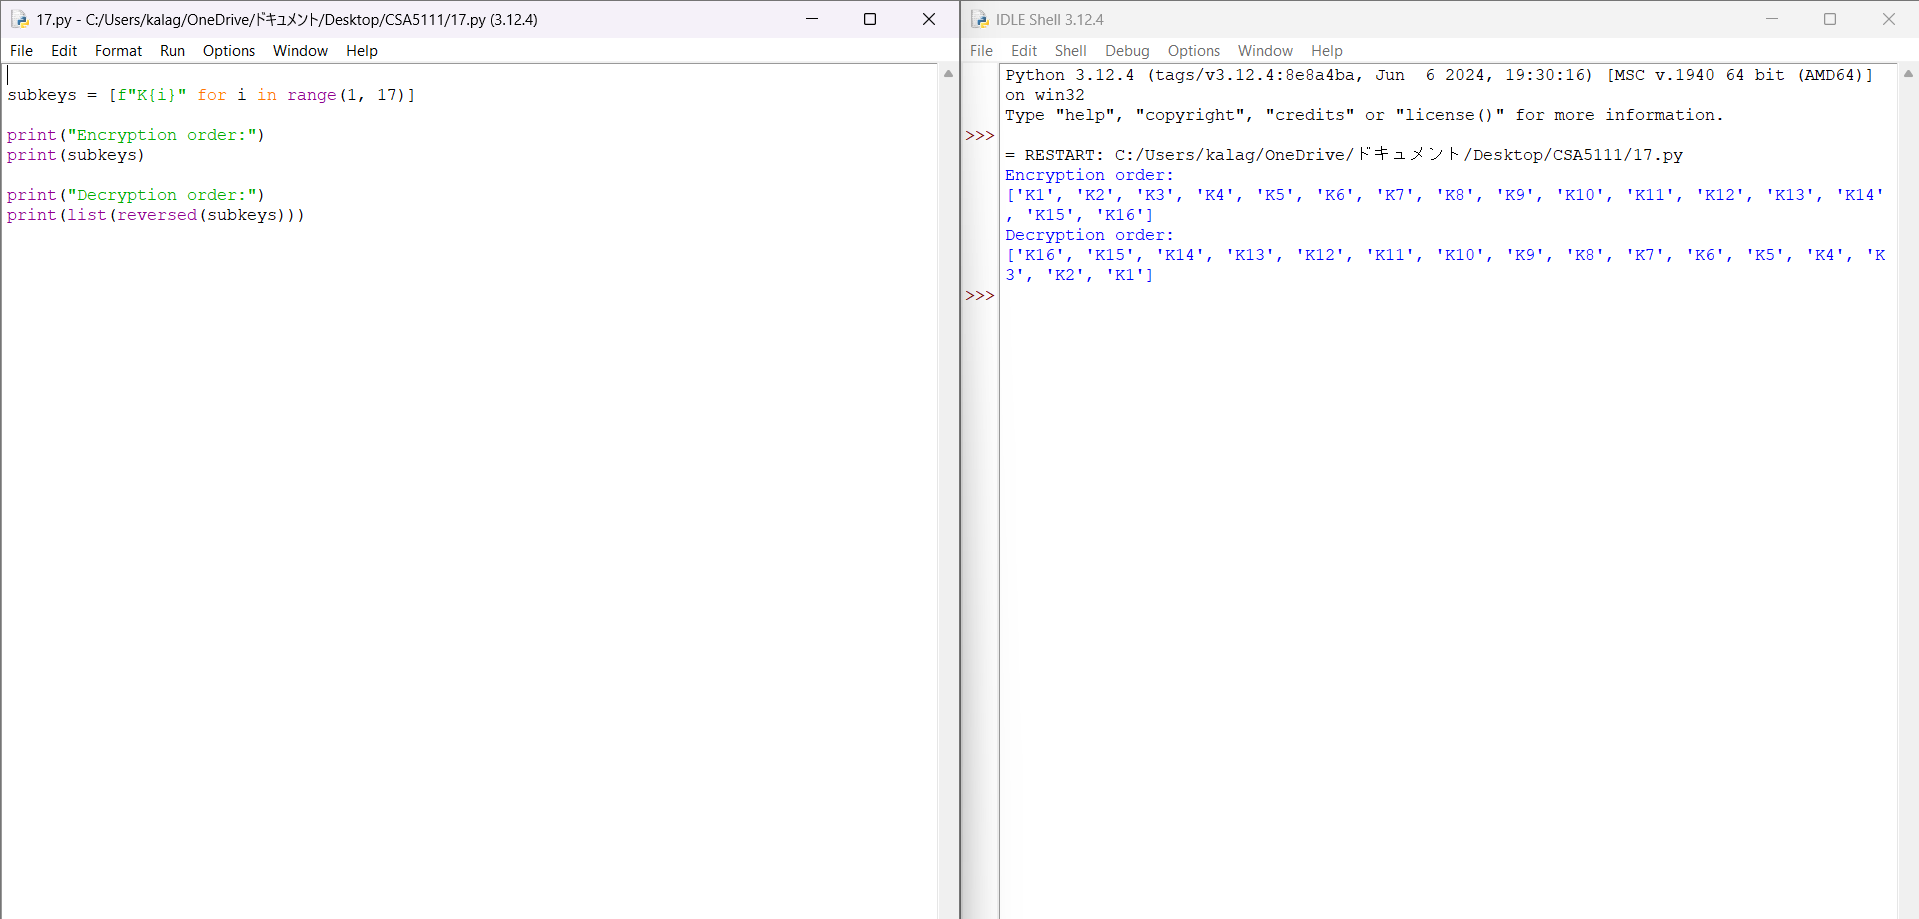 17.py - C:/Users/kalag/OneDrive/ドキュメント/Desktop/CSA5111/17.py (3.12.4)
File Edit Format Run Options Window Help
subkeys = [f"K{i}" for i in range(1, 17)]
print("Encryption order:")
print(subkeys)
print("Decryption order:")
print(list(reversed(subkeys)))
IDLE Shell 3.12.4
File Edit Shell Debug Options Window Help
Python 3.12.4 (tags/v3.12.4:8e8a4ba, Jun  6 2024, 19:30:16) [MSC v.1940 64 bit (AMD64)]
on win32
Type "help", "copyright", "credits" or "license()" for more information.
>>>
= RESTART: C:/Users/kalag/OneDrive/ドキュメント/Desktop/CSA5111/17.py
Encryption order:
['K1', 'K2', 'K3', 'K4', 'K5', 'K6', 'K7', 'K8', 'K9', 'K10', 'K11', 'K12', 'K13', 'K14'
, 'K15', 'K16']
Decryption order:
['K16', 'K15', 'K14', 'K13', 'K12', 'K11', 'K10', 'K9', 'K8', 'K7', 'K6', 'K5', 'K4', 'K
3', 'K2', 'K1']
>>>